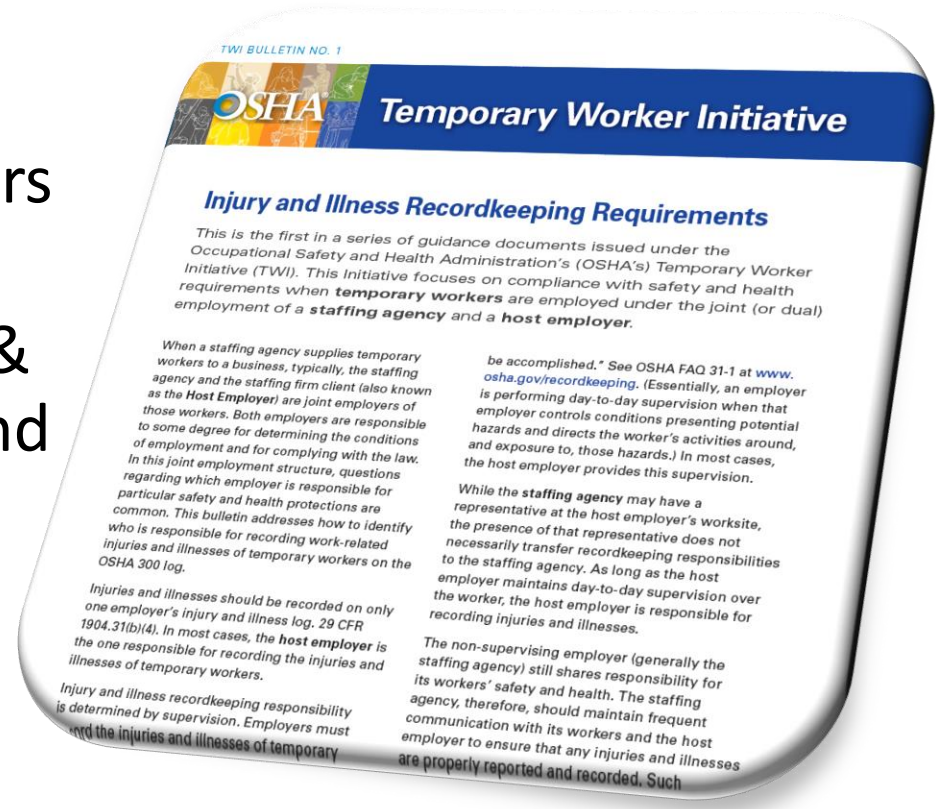 rs
&
nd
TWI BULLETIN NO. 1
OSHA®
Temporary Worker Initiative
Injury and Illness Recordkeeping Requirements
This is the first in a series of guidance documents issued under the
Occupational Safety and Health Administration's (OSHA's) Temporary Worker
Initiative (TWI). This Initiative focuses on compliance with safety and health
requirements when temporary workers are employed under the joint (or dual)
employment of a staffing agency and a host employer.
When a staffing agency supplies temporary
workers to a business, typically, the staffing
agency and the staffing firm client (also known
as the Host Employer) are joint employers of
those workers. Both employers are responsible
to some degree for determining the conditions
of employment and for complying with the law.
In this joint employment structure, questions
regarding which employer is responsible for
particular safety and health protections are
common. This bulletin addresses how to identify
who is responsible for recording work-related
injuries and illnesses of temporary workers on the
OSHA 300 log.
Injuries and illnesses should be recorded on only
one employer's injury and illness log. 29 CFR
1904.31(b)(4). In most cases, the host employer is
the one responsible for recording the injuries and
illnesses of temporary workers.
Injury and illness recordkeeping responsibility
is determined by supervision. Employers must
ord the injuries and illnesses of temporary
be accomplished." See OSHA FAQ 31-1 at www.
osha.gov/recordkeeping. (Essentially, an employer
is performing day-to-day supervision when that
employer controls conditions presenting potential
hazards and directs the worker's activities around,
and exposure to, those hazards.) In most cases,
the host employer provides this supervision.
While the staffing agency may have a
representative at the host employer's worksite,
the presence of that representative does not
necessarily transfer recordkeeping responsibilities
to the staffing agency. As long as the host
employer maintains day-to-day supervision over
the worker, the host employer is responsible for
recording injuries and illnesses.
The non-supervising employer (generally the
staffing agency) still shares responsibility for
its workers' safety and health. The staffing
agency, therefore, should maintain frequent
communication with its workers and the host
employer to ensure that any injuries and illnesses
are properly reported and recorded. Such